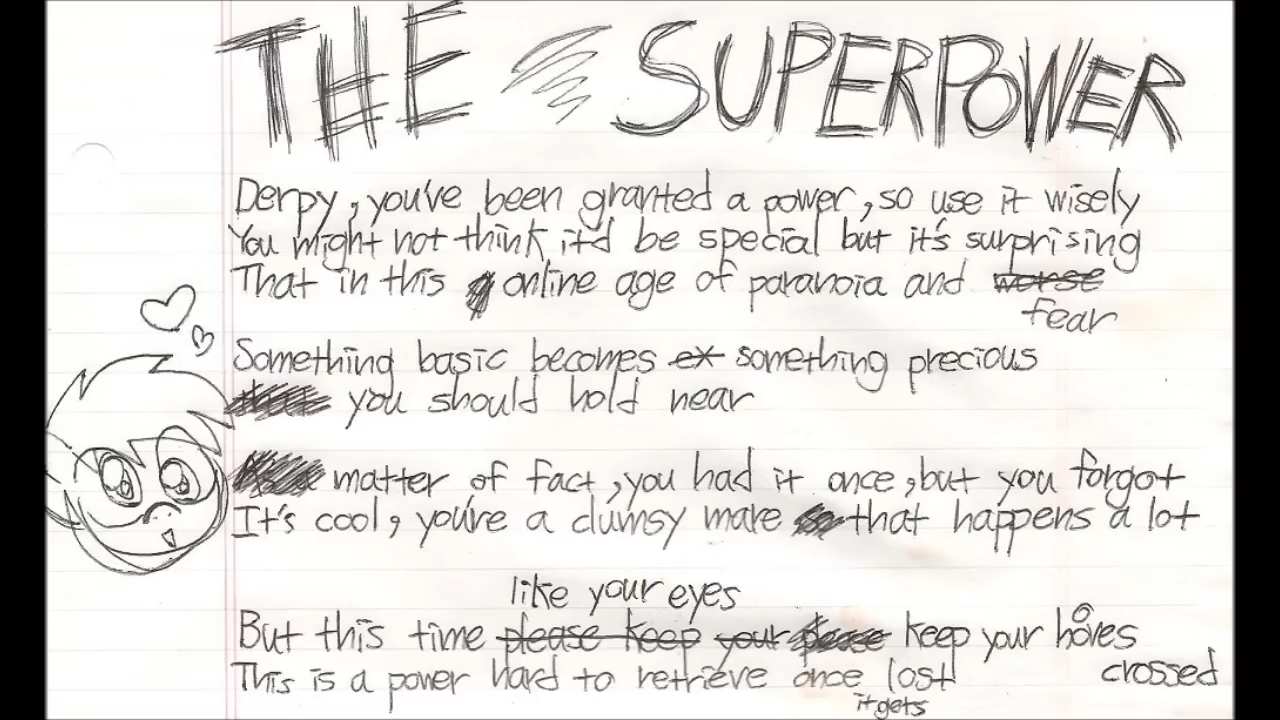 THE SUPERPOWER
Derpy, you've been granted a power, so use it wisely
You might not think it'd be special but it's surprising
That in this online age of paranoia and worse
fear
Something basic becomes ex something precious
you should hold near
matter of fact, you had it once, but you forgot
It's cool, you're a clumsy mare so that happens a lot
like your eyes
But this time please keep your please keep your hooves
crossed
This is a power hard to retrieve once lost
it gets